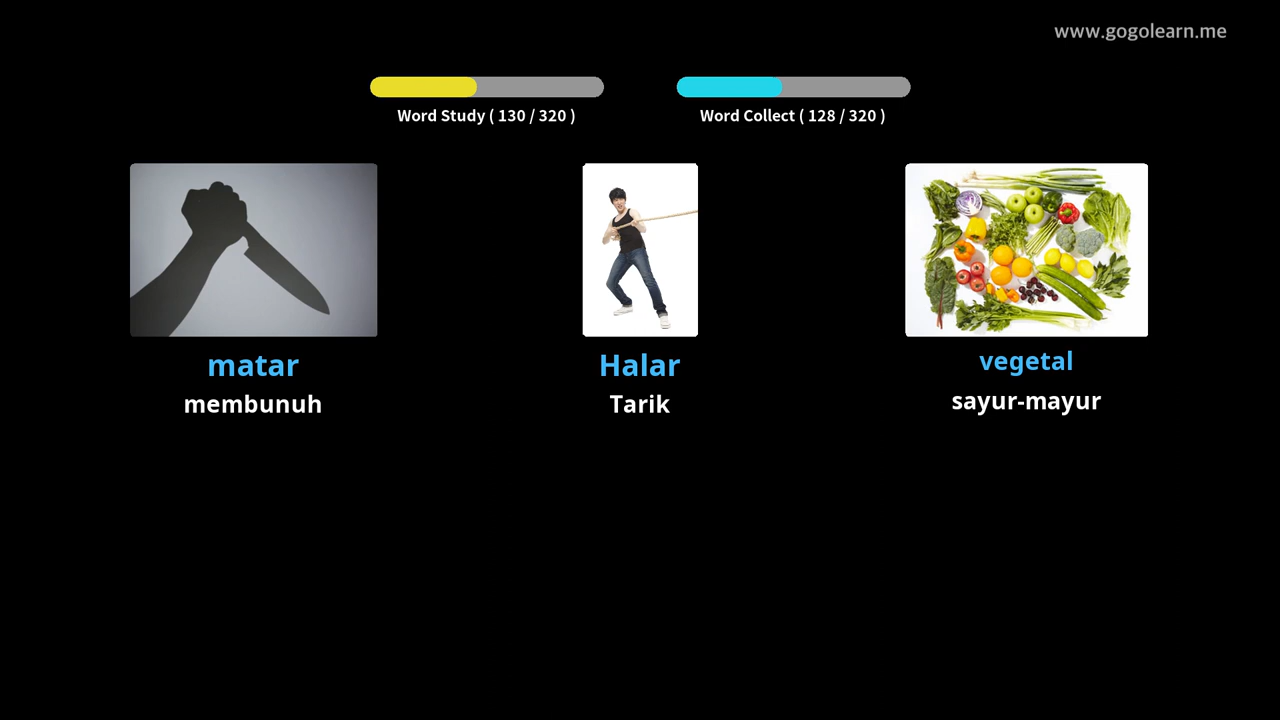 www.gogolearn.me
Word Study ( 130 / 320 )
Word Collect ( 128 / 320 )
matar
membunuh
Halar
Tarik
vegetal
sayur-mayur